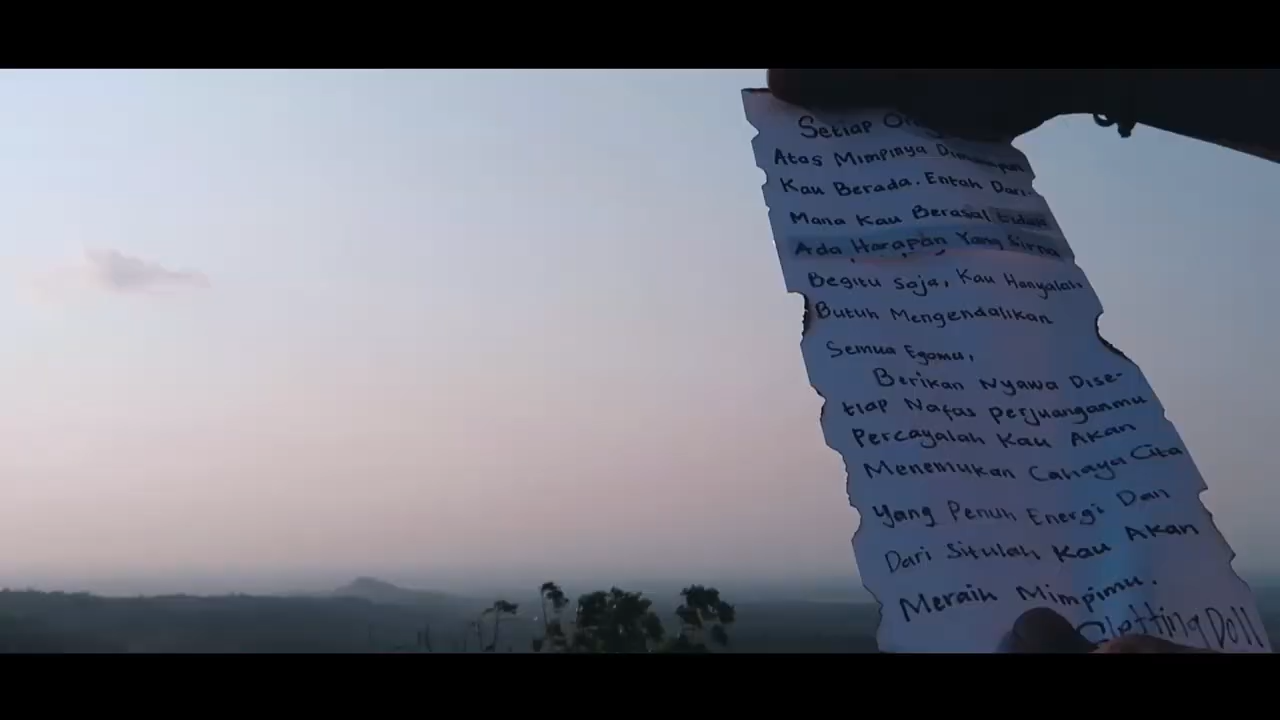 Setiap
Atas Mimpinya
Kau Berada. Entah Dari-
Mana Kau Berasal tidak
Ada Harapan Yang Sirna
Begitu Saja, Kau Hanyalah
Butuh Mengendalikan
Semua Egomu,
Berikan Nyawa Dise-
tiap Nafas Perjuanganmu
Percayalah Kau Akan
Menemukan Cahaya Cita
Yang Penuh Energi Dan
Dari Situlah Kau Akan
Meraih Mimpimu.
Doll